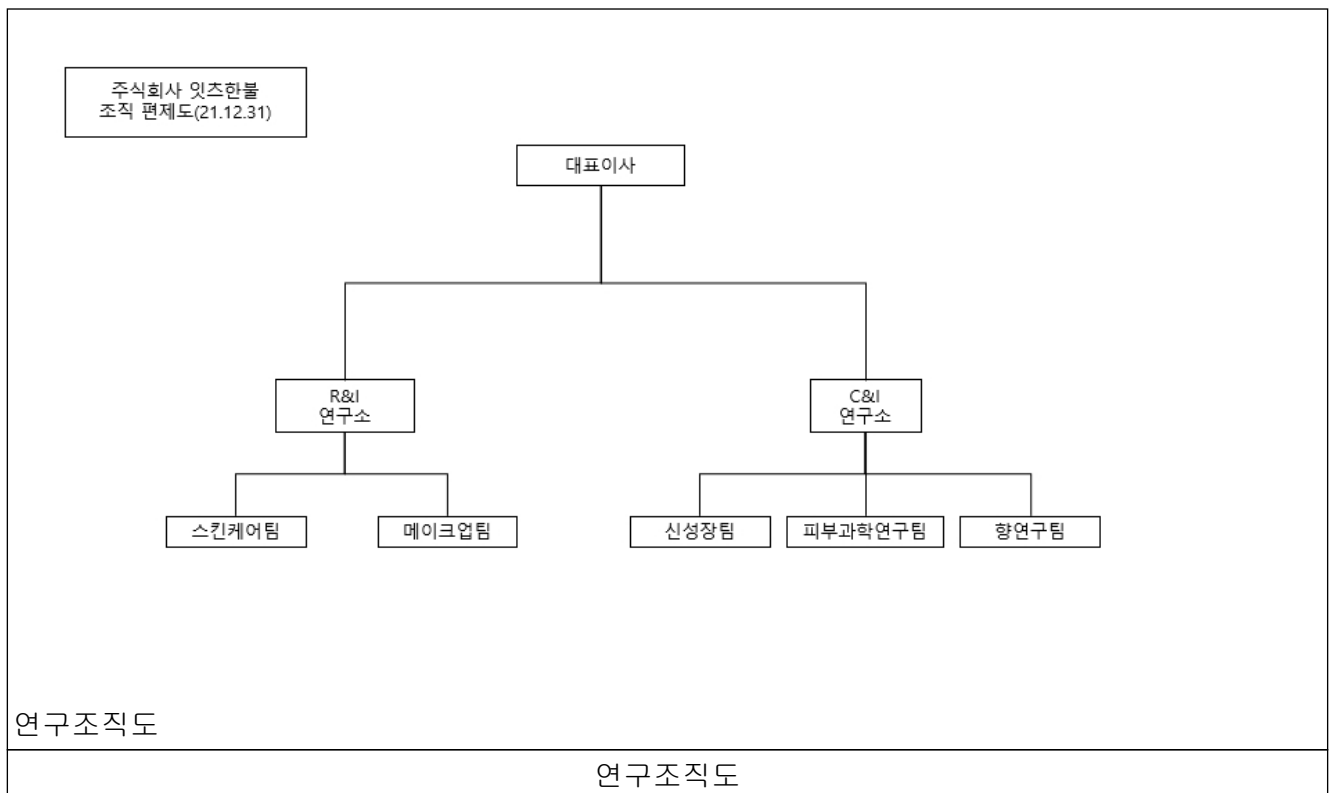 주식회사 잇츠한불
조직 편제도(21.12.31)
대표이사
R&I
연구소
C&I
연구소
스킨케어팀
메이크업팀
신성장팀
피부과학연구팀
향연구팀
연구조직도
연구조직도